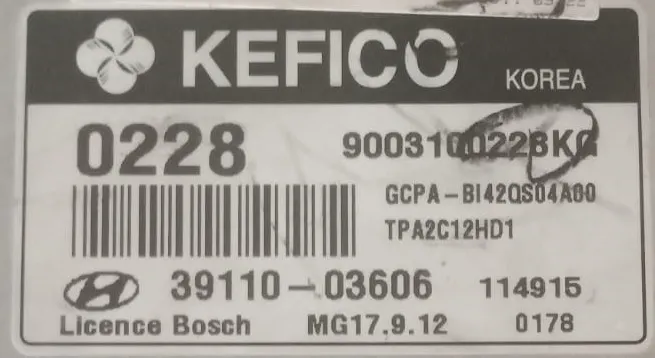 KEFICO KOREA
0228 9003100228KG
GCPA-BI42QS04A00
TPA2C12HD1
39110-03606 114915
Licence Bosch MG17.9.12 0178